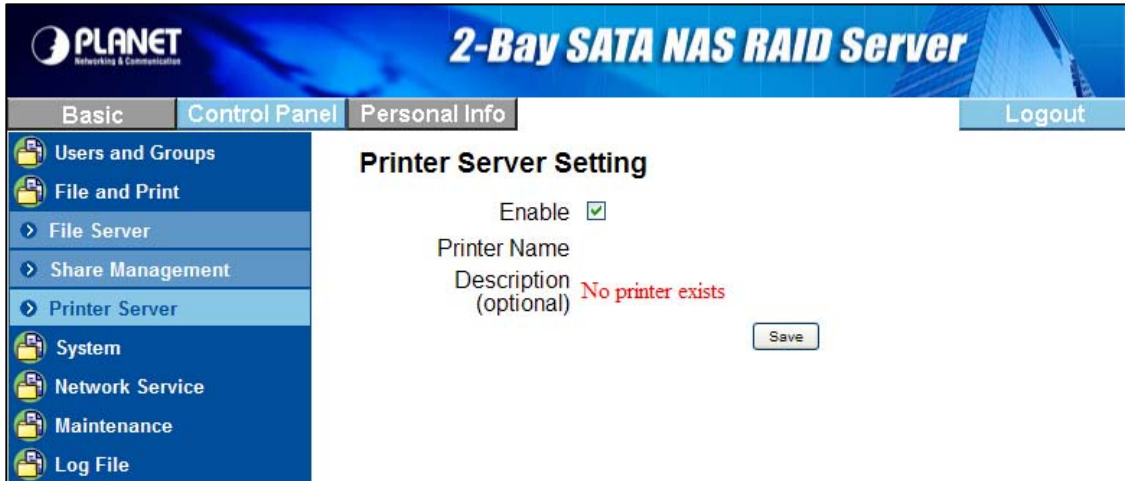 PLANET
Networking & Communication
2-Bay SATA NAS RAID Server
Basic
Control Panel
Personal Info
Logout
Users and Groups
File and Print
File Server
Share Management
Printer Server
System
Network Service
Maintenance
Log File
Printer Server Setting
Enable
Printer Name
Description
(optional)
No printer exists
Save